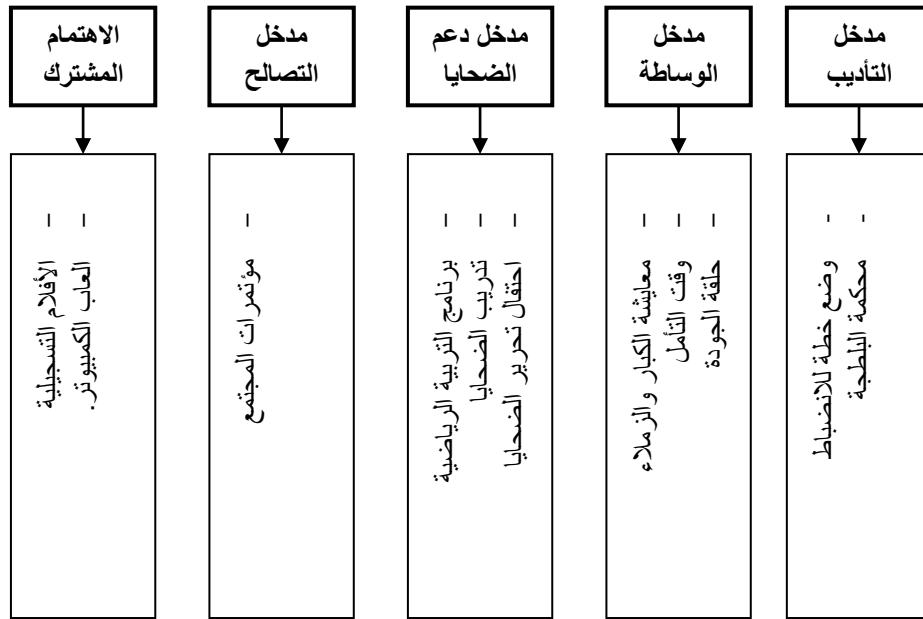 مدخل
التأديب
- وضع خطة للانضباط
- محكمة البلطجة
مدخل
الوساطة
– معايشة الكبار والزملاء
– وقت التأمل
– حلقة الجودة
مدخل دعم
الضحايا
– برنامج التربية الرياضية
– تدريب الضحايا
– احتفال تحرير الضحايا
مدخل
التصالح
– مؤتمرات المجتمع
الاهتمام
المشترك
– الأفلام التسجيلية
– العاب الكمبيوتر.